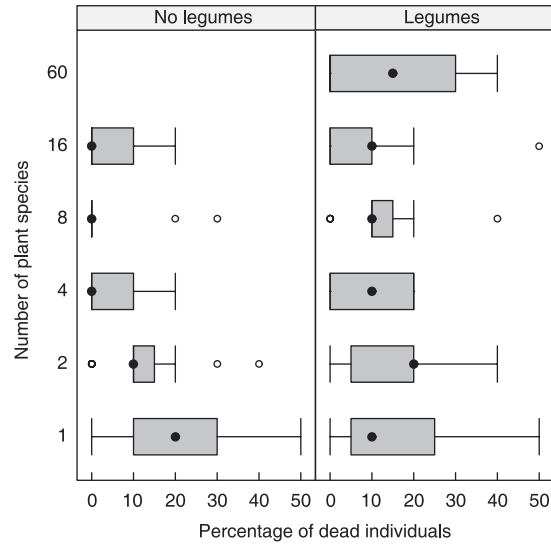 No legumes
Legumes
Number of plant species
60
16
8
4
2
1
0 10 20 30 40 50
0 10 20 30 40 50
Percentage of dead individuals